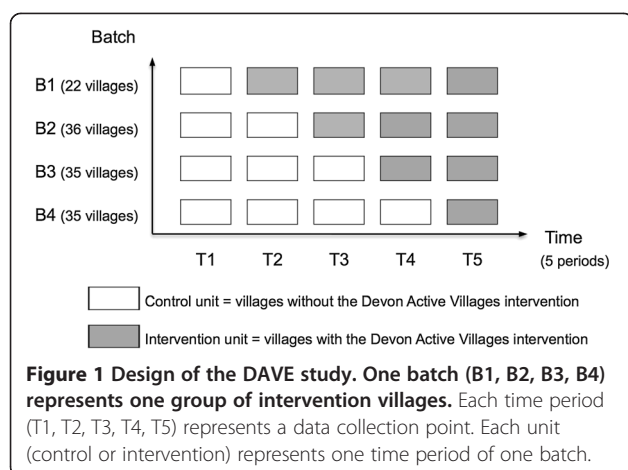 Batch
B1 (22 villages)
B2 (36 villages)
B3 (35 villages)
B4 (35 villages)
Time
T1 T2 T3 T4 T5 (5 periods)
Control unit = villages without the Devon Active Villages intervention
Intervention unit = villages with the Devon Active Villages intervention
Figure 1 Design of the DAVE study. One batch (B1, B2, B3, B4)
represents one group of intervention villages. Each time period
(T1, T2, T3, T4, T5) represents a data collection point. Each unit
(control or intervention) represents one time period of one batch.